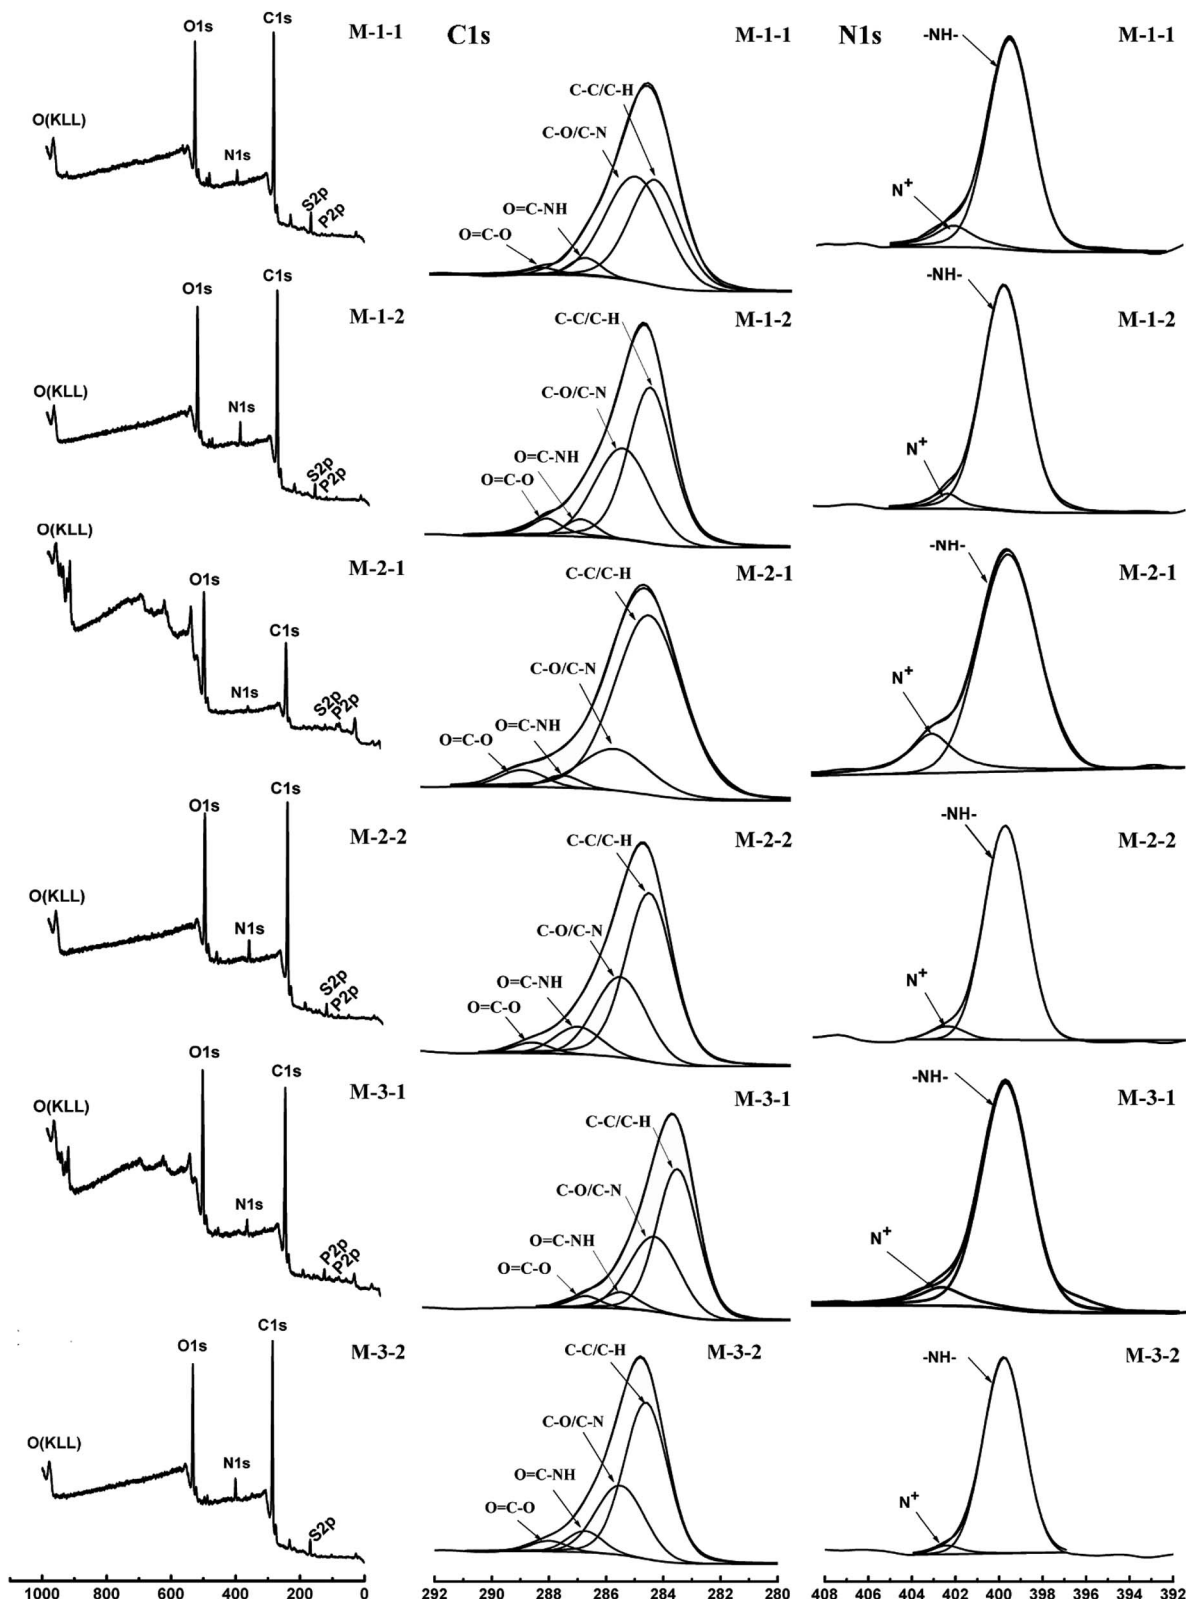 O1s
C1s
M-1-1
O(KLL)
N1s
S2p
P2p
C1s
M-1-1
C-C/C-H
C-O/C-N
O=C-NH
O=C-O
N1s
M-1-1
-NH-
N+
O1s
C1s
M-1-2
O(KLL)
N1s
S2p
P2p
M-1-2
C-C/C-H
C-O/C-N
O=C-NH
O=C-O
M-1-2
-NH-
N+
O(KLL)
O1s
M-2-1
C1s
N1s
S2p
P2p
M-2-1
C-C/C-H
C-O/C-N
O=C-NH
O=C-O
-NH-
M-2-1
N+
C1s
O1s
M-2-2
O(KLL)
N1s
S2p
P2p
M-2-2
C-C/C-H
C-O/C-N
O=C-NH
O=C-O
-NH-
M-2-2
N+
O1s
C1s
M-3-1
O(KLL)
N1s
P2p
P2p
M-3-1
C-C/C-H
C-O/C-N
O=C-NH
O=C-O
-NH-
M-3-1
N+
C1s
O1s
M-3-2
O(KLL)
N1s
S2p
M-3-2
C-C/C-H
C-O/C-N
O=C-NH
O=C-O
-NH-
M-3-2
N+
1000 800 600 400 200 0
292 290 288 286 284 282 280
408 406 404 402 400 398 396 394 392